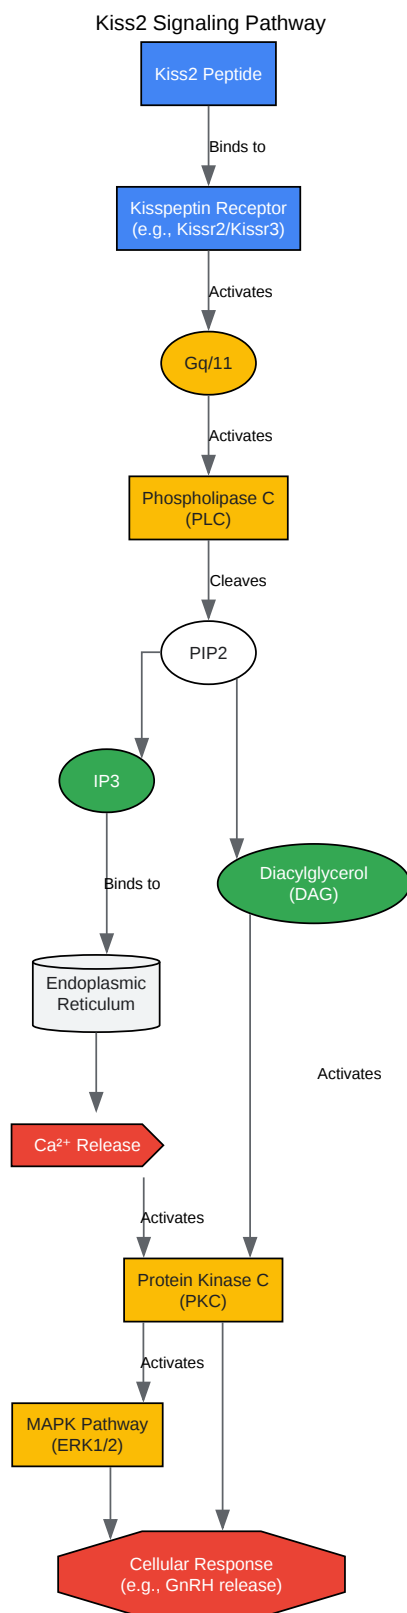 Kiss2 Signaling Pathway
Kiss2 Peptide
Binds to
Kisspeptin Receptor
(e.g., Kissr2/Kissr3)
Activates
Gq/11
Activates
Phospholipase C
(PLC)
Cleaves
PIP2
IP3
Diacylglycerol
(DAG)
Binds to
Endoplasmic
Reticulum
Activates
Ca²⁺ Release
Activates
Protein Kinase C
(PKC)
Activates
MAPK Pathway
(ERK1/2)
Cellular Response
(e.g., GnRH release)